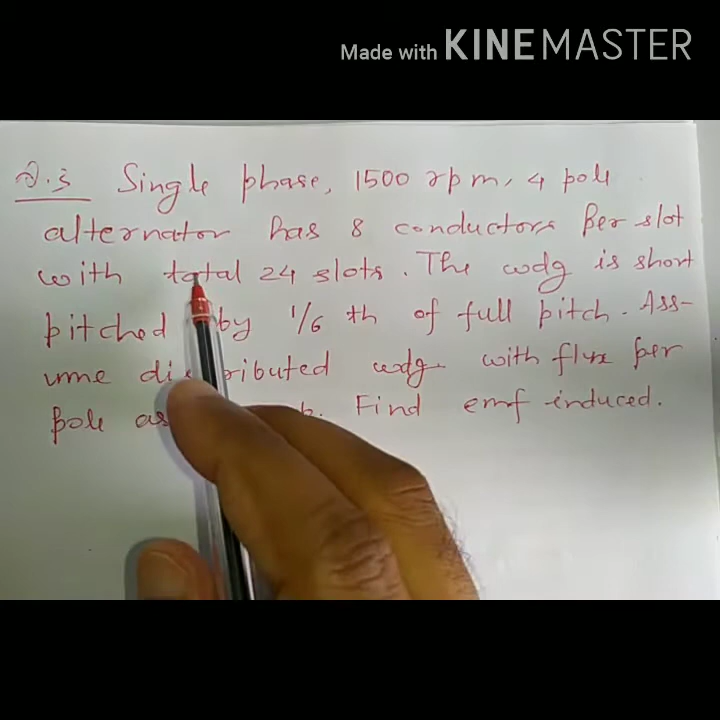 Made with KINEMASTER
Q.3 Single phase, 1500 rpm, 4 pole
alternator has 8 conductors per slot
with total 24 slots. The wdg is short
pitched by 1/6 th of full pitch. Ass-
ume distributed wdg with flux per
pole as Find emf induced.